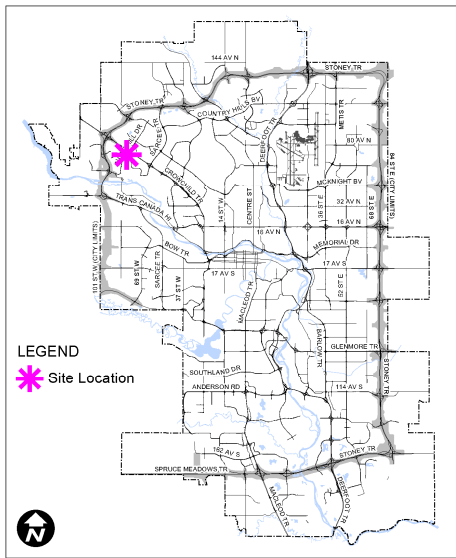 144 AV N
STONEY TR
STONEY TR
COUNTRY HILLS BV
METIS TR
DEERFOOT TR
SARCEE TR
80 AV N
84 ST E (CITY LIMITS)
CROWCHILD TR
MCKNIGHT BV
14 ST W
CENTRE ST
36 ST E
32 AV N
68 ST E
TRANS CANADA HI
16 AV N
16 AV N
101 ST W (CITY LIMITS)
BOW TR
MEMORIAL DR
69 ST W
SARCEE TR
37 ST W
17 AV S
17 AV S
52 ST E
MACLEOD TR
BARLOW TR
LEGEND
Site Location
GLENMORE TR
STONEY TR
SOUTHLAND DR
ANDERSON RD
114 AV S
162 AV S
STONEY TR
SPRUCE MEADOWS TR
MACLEOD TR
DEERFOOT TR
N